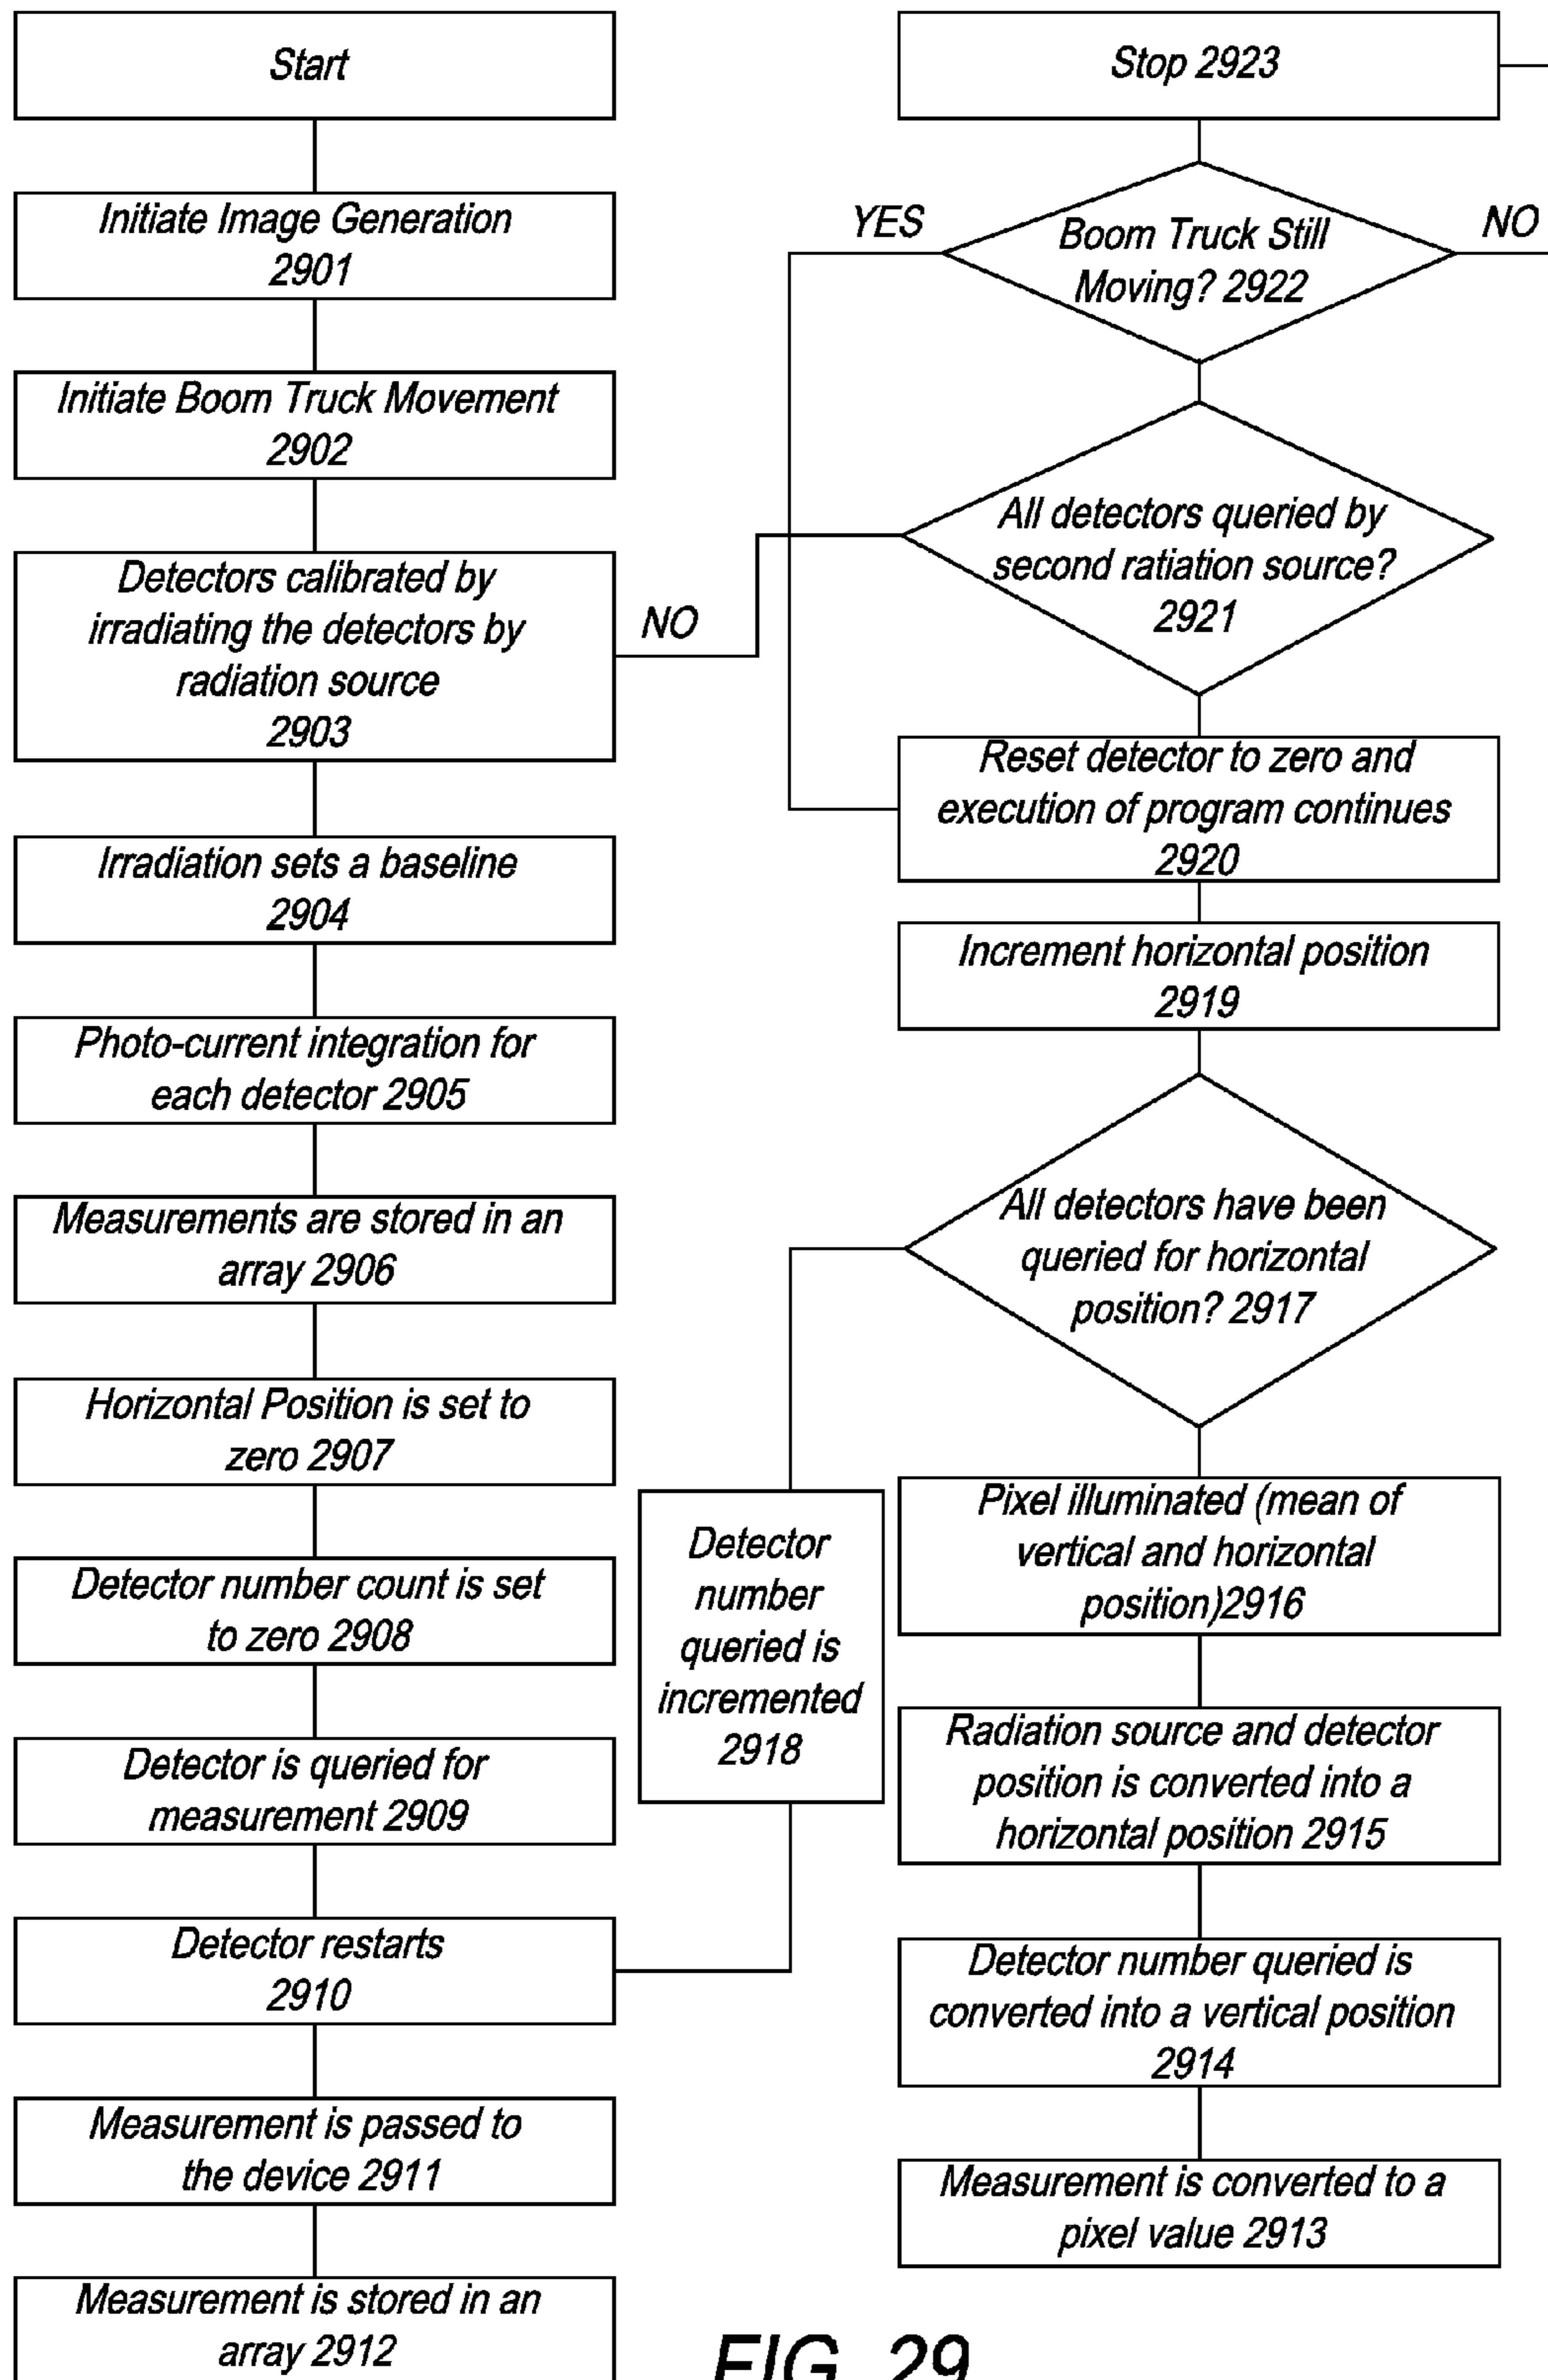 Start
Initiate Image Generation
2901
Initiate Boom Truck Movement
2902
Detectors calibrated by
irradiating the detectors by
radiation source
2903
NO
Irradiation sets a baseline
2904
Photo-current integration for
each detector 2905
Measurements are stored in an
array 2906
Horizontal Position is set to
zero 2907
Detector number count is set
to zero 2908
Detector is queried for
measurement 2909
Detector restarts
2910
Measurement is passed to
the device 2911
Measurement is stored in an
array 2912
Detector
number
queried is
incremented
2918
Stop 2923
YES
Boom Truck Still
Moving? 2922
NO
All detectors queried by
second ratiation source?
2921
Reset detector to zero and
execution of program continues
2920
Increment horizontal position
2919
All detectors have been
queried for horizontal
position? 2917
Pixel illuminated (mean of
vertical and horizontal
position)2916
Radiation source and detector
position is converted into a
horizontal position 2915
Detector number queried is
converted into a vertical position
2914
Measurement is converted to a
pixel value 2913
FIG. 29